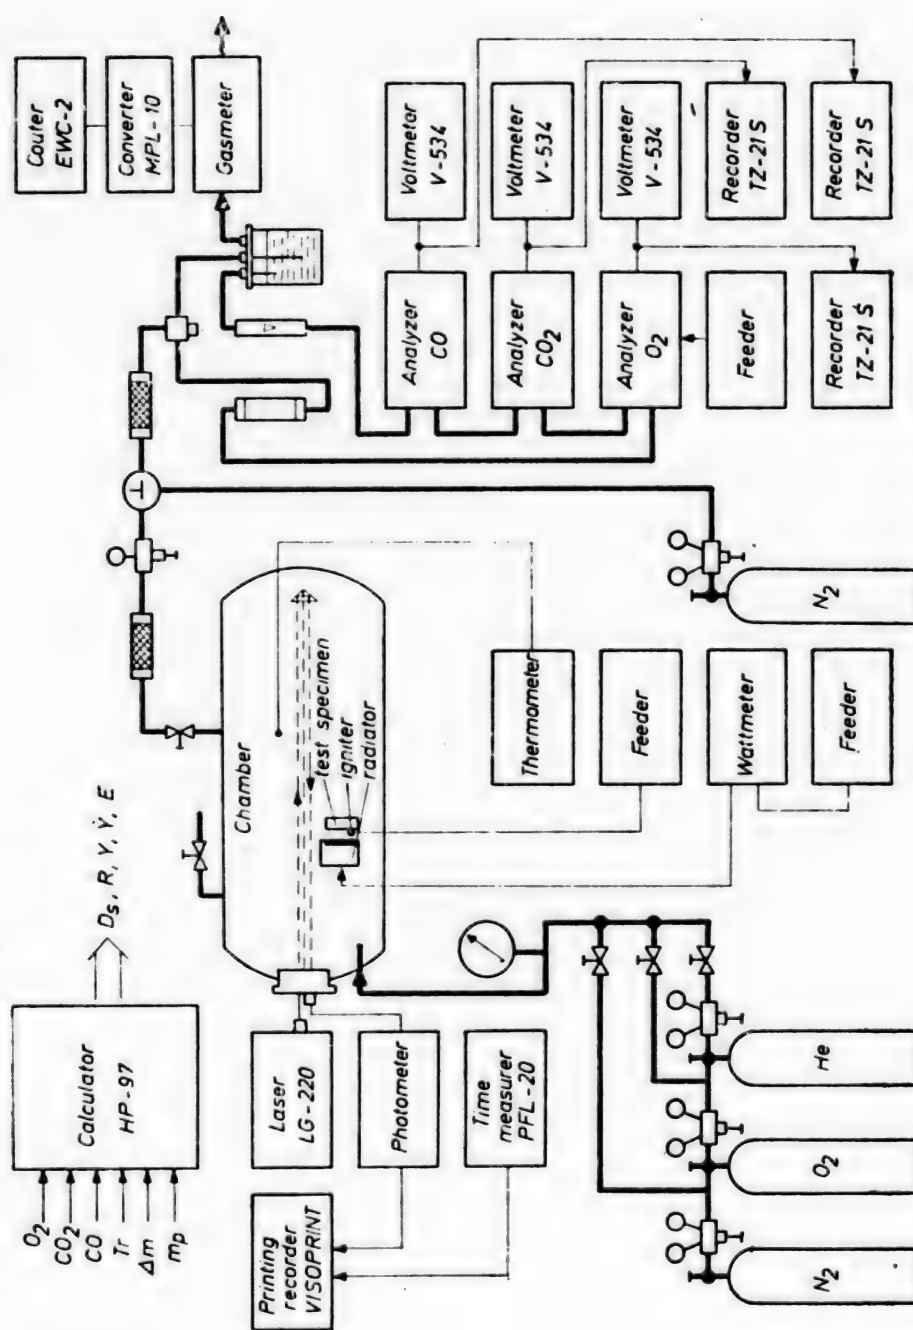 Couter
EWC-2
Converter
MPL-10
Gasmeter
Voltmetor
V-534
Voltmeter
V-534
Voltmeter
V-534
Recorder
TZ-21S
Recorder
TZ-21S
Analyzer
CO
Analyzer
CO2
Analyzer
O2
Feeder
Recorder
TZ-21S
N2
Thermometer
Feeder
Wattmeter
Feeder
Chamber
test specimen
igniter
radiator
Ds, R, Y, Ẏ, E
Calculator
HP-97
O2
CO2
CO
Tr
Δm
mp
Laser
LG-220
Photometer
Time
measurer
PFL-20
Printing
recorder
VISOPRINT
He
O2
N2
T